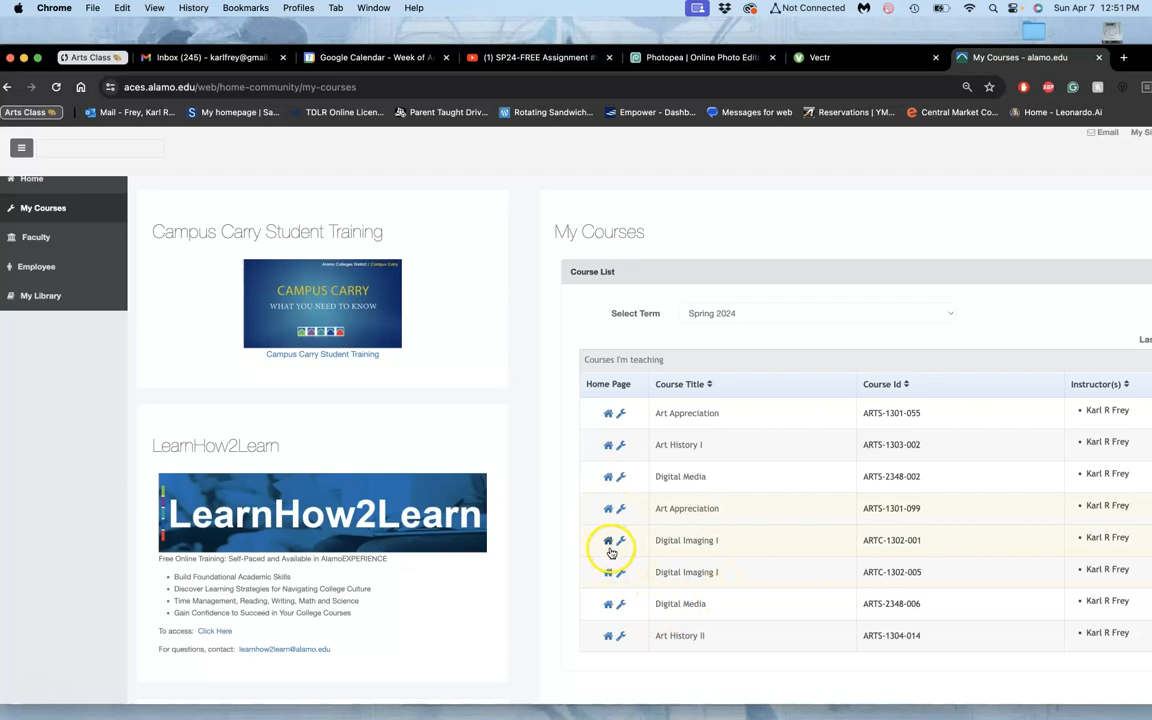 Chrome File Edit View History Bookmarks Profiles Tab Window Help Not Connected Sun Apr 7 12:51 PM
Arts Class Inbox (245) - karlfrey@gmail. Google Calendar - Week of A (1) SP24-FREE Assignment # Photopea | Online Photo Edito Vectr My Courses - alamo.edu
aces.alamo.edu/web/home-community/my-courses
Arts Class Mail - Frey, Karl R... My homepage | Sa... TDLR Online Licen... Parent Taught Driv... Rotating Sandwich... Empower - Dashb... Messages for web Reservations | YM... Central Market Co... Home - Leonardo.Ai
Email My Si
Home
My Courses
Faculty
Employee
My Library
Campus Carry Student Training
Alamo Colleges District / Campus Carry
CAMPUS CARRY
WHAT YOU NEED TO KNOW
Campus Carry Student Training
LearnHow2Learn
LearnHow2Learn
Free Online Training: Self-Paced and Available in AlamoEXPERIENCE
• Build Foundational Academic Skills
• Discover Learning Strategies for Navigating College Culture
• Time Management, Reading, Writing, Math and Science
• Gain Confidence to Succeed in Your College Courses
To access: Click Here
For questions, contact: learnhow2learn@alamo.edu
My Courses
Course List
Select Term Spring 2024
Las
Courses I'm teaching
Home Page Course Title Course Id Instructor(s)
Art Appreciation ARTS-1301-055 • Karl R Frey
Art History I ARTS-1303-002 • Karl R Frey
Digital Media ARTS-2348-002 • Karl R Frey
Art Appreciation ARTS-1301-099 • Karl R Frey
Digital Imaging I ARTC-1302-001 • Karl R Frey
Digital Imaging I ARTC-1302-005 • Karl R Frey
Digital Media ARTS-2348-006 • Karl R Frey
Art History II ARTS-1304-014 • Karl R Frey